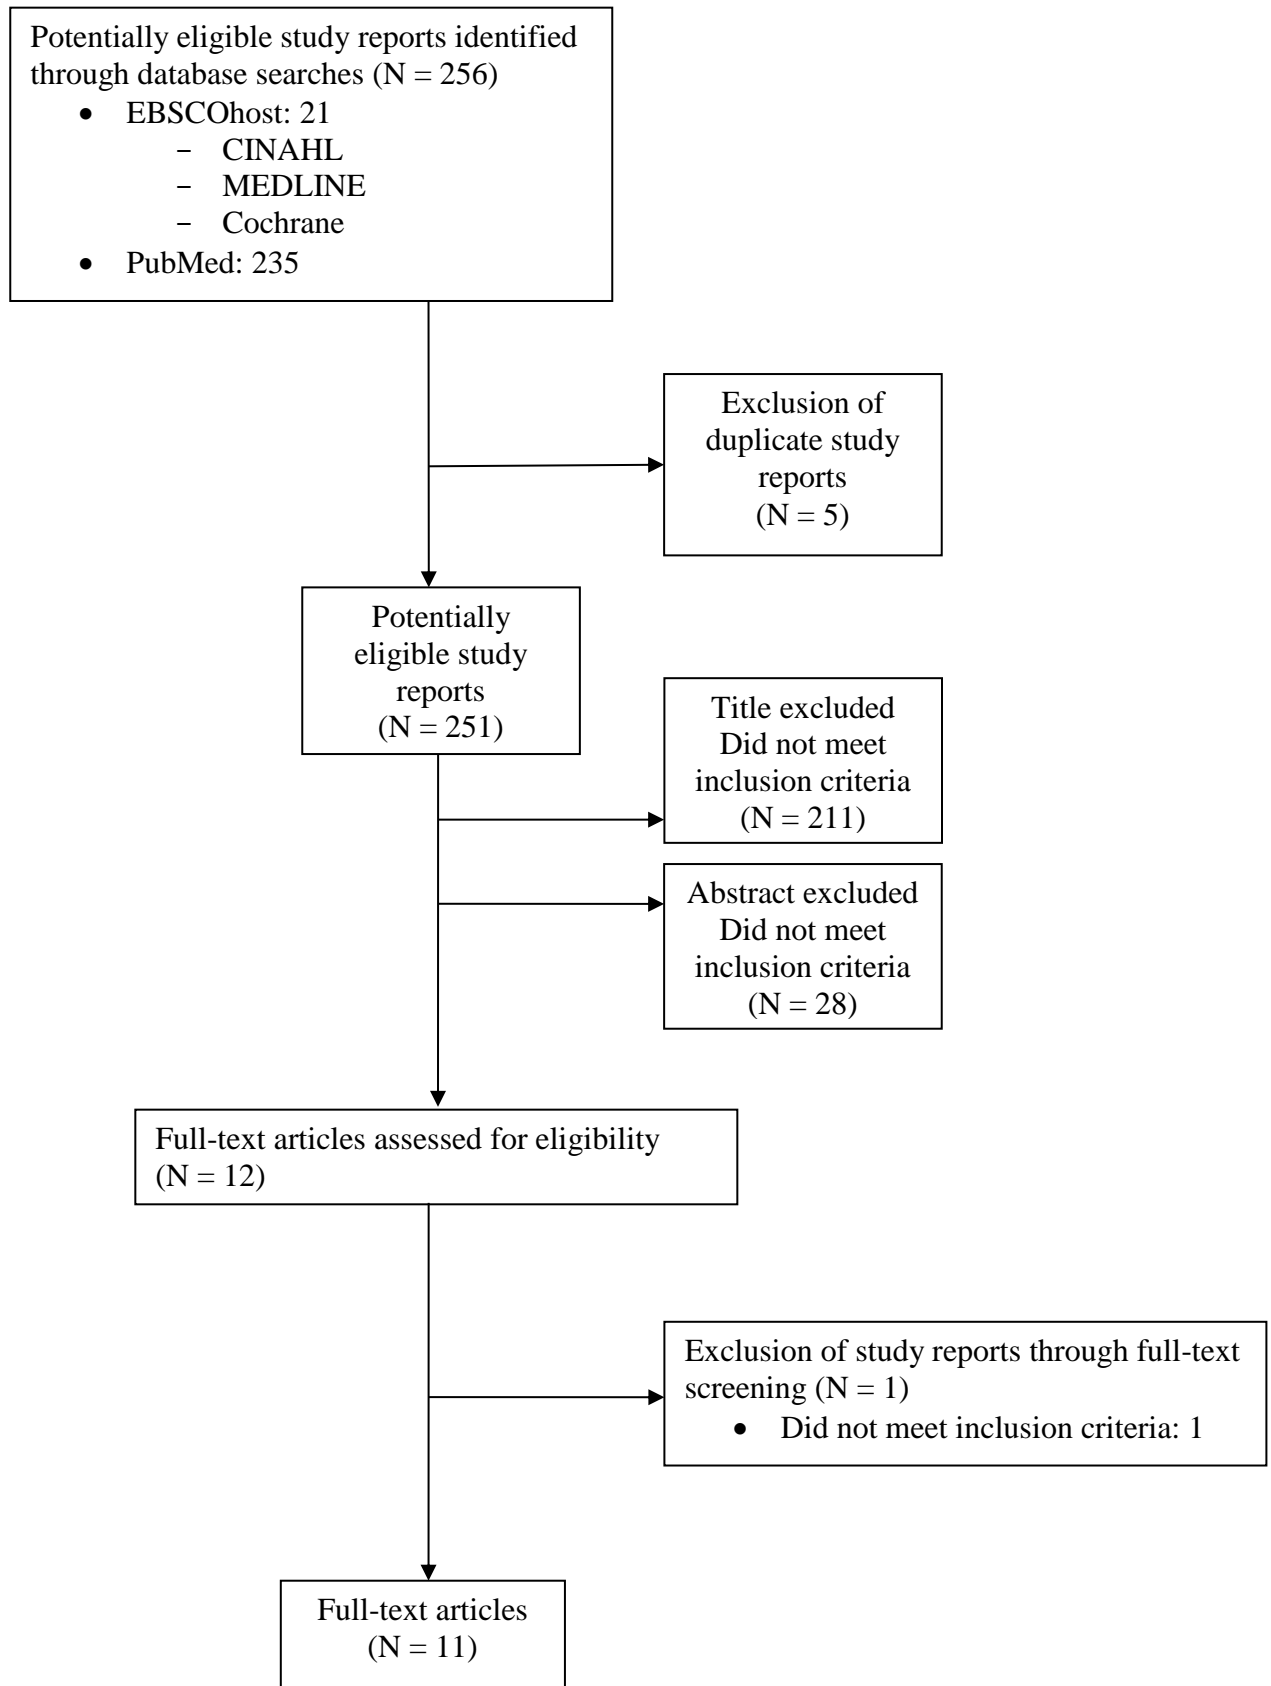 Potentially eligible study reports identified
through database searches (N = 256)
• EBSCOhost: 21
− CINAHL
− MEDLINE
− Cochrane
• PubMed: 235
Exclusion of
duplicate study
reports
(N = 5)
Potentially
eligible study
reports
(N = 251)
Title excluded
Did not meet
inclusion criteria
(N = 211)
Abstract excluded
Did not meet
inclusion criteria
(N = 28)
Full-text articles assessed for eligibility
(N = 12)
Exclusion of study reports through full-text
screening (N = 1)
• Did not meet inclusion criteria: 1
Full-text articles
(N = 11)